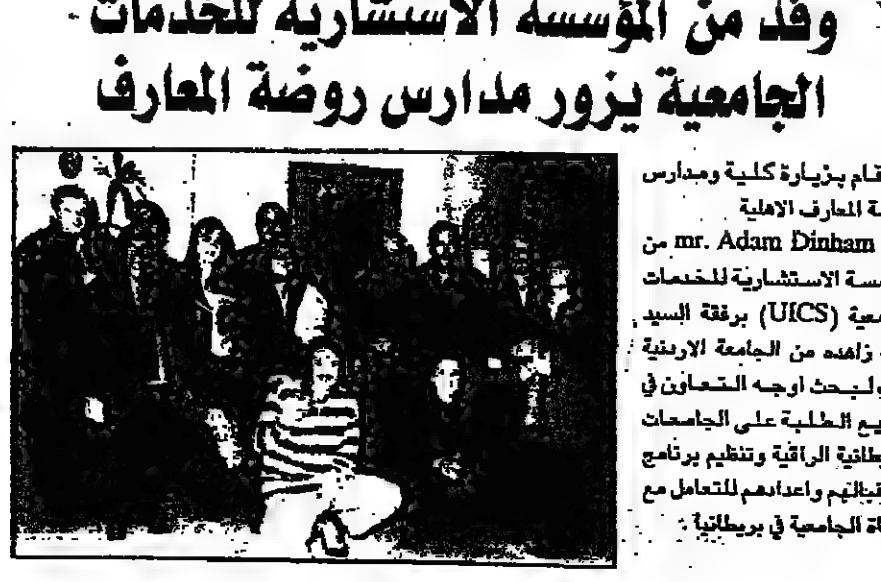 وفد من المؤسسة الاستشارية للخدمات
الجامعية يزور مدارس روضة المعارف
قام بزيارة كلية ومدارس
المعارف الاهلية
mr. Adam Dinham من
الاستشارية للخدمات
(UICS) برفقة السيد
زاهده من الجامعة الاردنية
ولبحث اوجه التعاون في
الطلبة على الجامعات
الراقية وتنظيم برنامج
واعدادهم للتعامل مع
الجامعية في بريطانيا